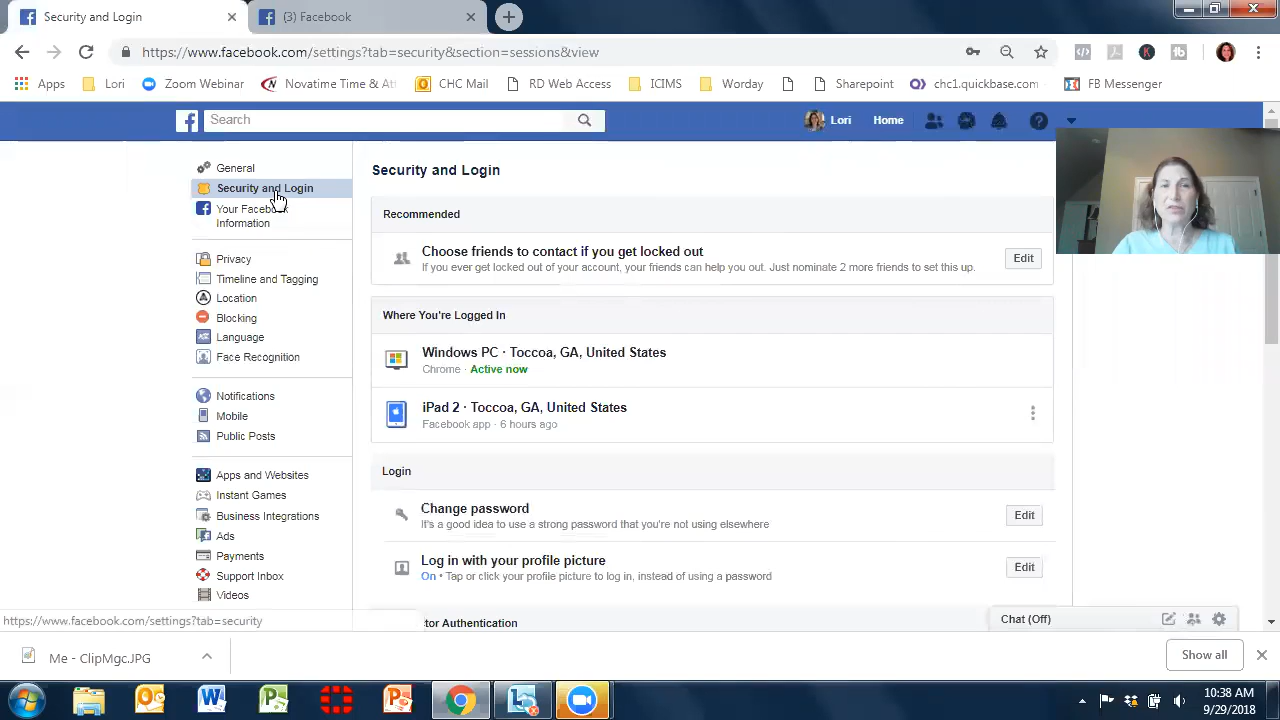 Security and Login
(3) Facebook
https://www.facebook.com/settings?tab=security&section=sessions&view
Apps
Lori
Zoom Webinar
Novatime Time & At
CHC Mail
RD Web Access
ICIMS
Worday
Sharepoint
chc1.quickbase.com
FB Messenger
Search
Lori
Home
General
Security and Login
Your Facebook
Information
Privacy
Timeline and Tagging
Location
Blocking
Language
Face Recognition
Notifications
Mobile
Public Posts
Apps and Websites
Instant Games
Business Integrations
Ads
Payments
Support Inbox
Videos
Security and Login
Recommended
Choose friends to contact if you get locked out
If you ever get locked out of your account, your friends can help you out. Just nominate 2 more friends to set this up.
Edit
Where You're Logged In
Windows PC · Toccoa, GA, United States
Chrome · Active now
iPad 2 · Toccoa, GA, United States
Facebook app · 6 hours ago
Login
Change password
It's a good idea to use a strong password that you're not using elsewhere
Edit
Log in with your profile picture
On • Tap or click your profile picture to log in, instead of using a password
Edit
tor Authentication
Chat (Off)
https://www.facebook.com/settings?tab=security
Me - ClipMgc.JPG
Show all
10:38 AM
9/29/2018